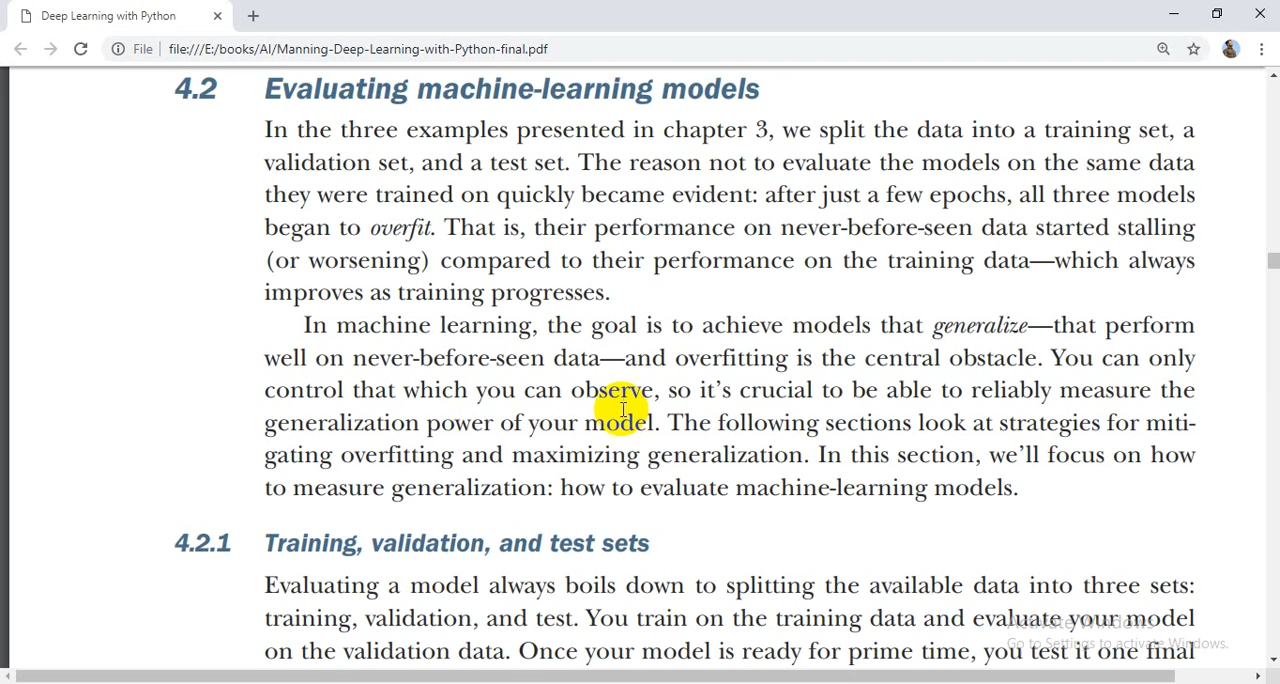 Deep Learning with Python
File
file:///E:/books/AI/Manning-Deep-Learning-with-Python-final.pdf
4.2 Evaluating machine-learning models
In the three examples presented in chapter 3, we split the data into a training set, a
validation set, and a test set. The reason not to evaluate the models on the same data
they were trained on quickly became evident: after just a few epochs, all three models
began to overfit. That is, their performance on never-before-seen data started stalling
(or worsening) compared to their performance on the training data—which always
improves as training progresses.
In machine learning, the goal is to achieve models that generalize—that perform
well on never-before-seen data—and overfitting is the central obstacle. You can only
control that which you can observe, so it's crucial to be able to reliably measure the
generalization power of your model. The following sections look at strategies for miti-
gating overfitting and maximizing generalization. In this section, we'll focus on how
to measure generalization: how to evaluate machine-learning models.
4.2.1 Training, validation, and test sets
Evaluating a model always boils down to splitting the available data into three sets:
training, validation, and test. You train on the training data and evaluate your model
on the validation data. Once your model is ready for prime time, you test it one final
Activate Windows
Go to Settings to activate Windows.